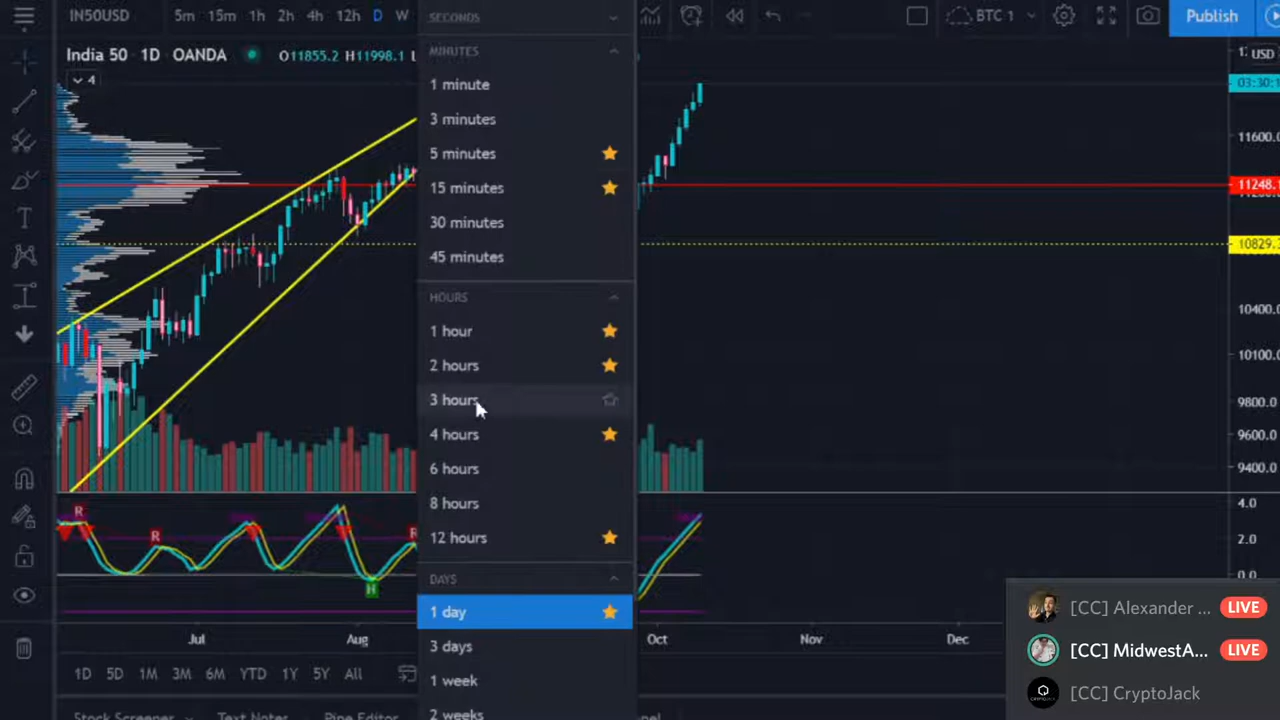 IN50USD 5m 15m 1h 2h 4h 12h D W
BTC 1
Publish
India 50 · 1D OANDA O11855.2 H11998.1 L
4
SECONDS
MINUTES
1 minute
3 minutes
5 minutes
15 minutes
30 minutes
45 minutes
HOURS
1 hour
2 hours
3 hours
4 hours
6 hours
8 hours
12 hours
DAYS
1 day
3 days
1 week
2 weeks
USD
03:30:
11600.
11248.
10829.
10400.
10100.
9800.0
9600.0
9400.0
4.0
2.0
0.0
R
R
H
R
Jul Aug Oct Nov Dec
1D 5D 1M 3M 6M YTD 1Y 5Y All
Stock Screener Text Notes Pine Editor
[CC] Alexander ... LIVE
[CC] MidwestA... LIVE
[CC] CryptoJack